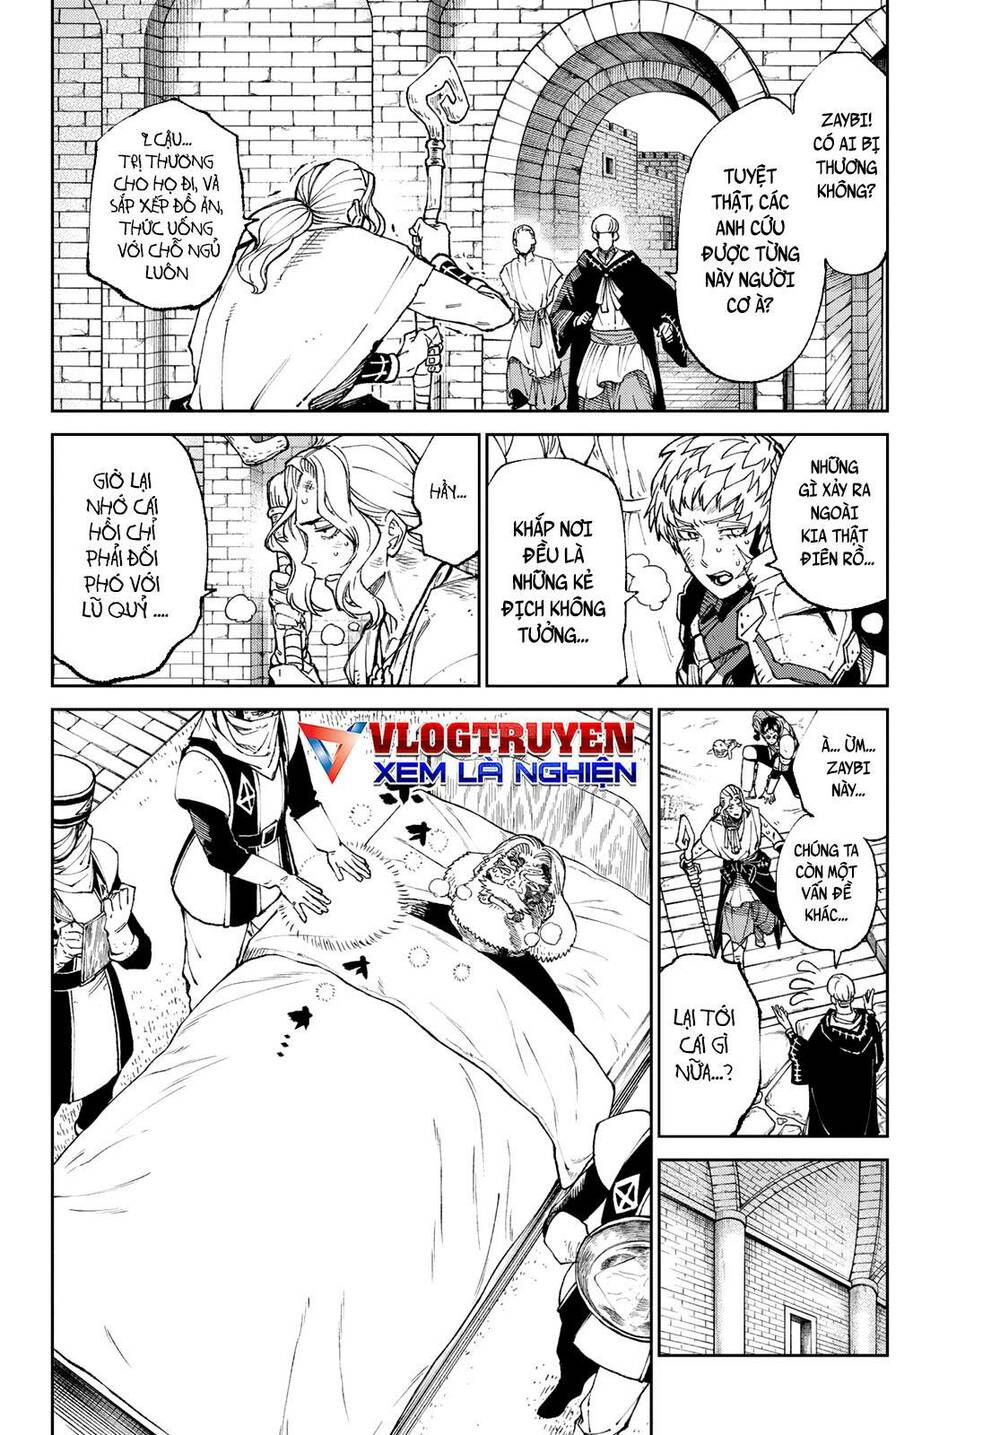 ZAYBI!
CÓ AI BỊ
THƯƠNG
KHÔNG?
TUYỆT
THẬT, CÁC
ANH CỨU
ĐƯỢC TỪNG
NÀY NGƯỜI
CƠ À?
2 CẬU...
TRỊ THƯƠNG
CHO HỌ ĐI, VÀ
SẮP XẾP ĐỒ ĂN,
THỨC UỐNG
VỚI CHỖ NGỦ
LUÔN
NHỮNG
GÌ XẢY RA
NGOÀI
KIA THẬT
ĐIÊN RỒ...
KHẮP NƠI
ĐỀU LÀ
NHỮNG KẺ
ĐỊCH KHÔNG
TƯỞNG...
HẦY...
GIỜ LẠI
NHỚ CÁI
HỒI CHỈ
PHẢI ĐỐI
PHÓ VỚI
LŨ QUỶ ....
À... ỪM...
ZAYBI
NÀY...
CHÚNG TA
CÒN MỘT
VẤN ĐỀ
KHÁC...
LẠI TỚI
CÁI GÌ
NỮA...?
VLOGTRUYEN
XEM LÀ NGHIỆN